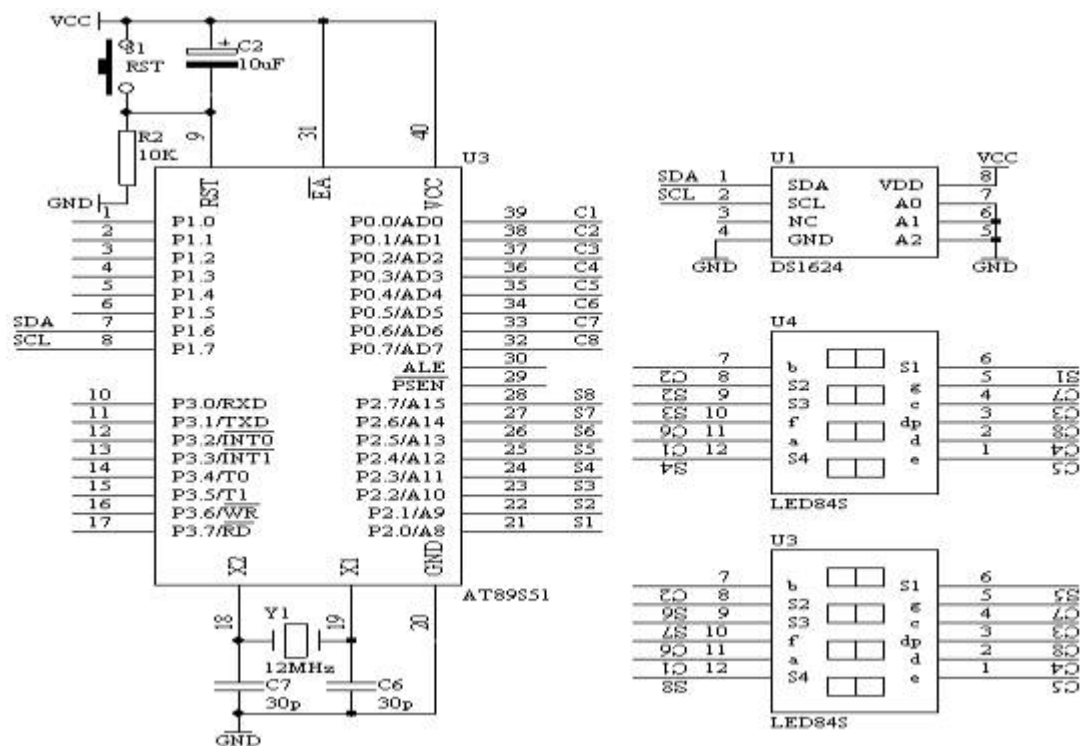 VCC
S1
RST
C2
10uF
R2
10K
GND
9
31
40
U3
RST
EA
VCC
1 P1.0
2 P1.1
3 P1.2
4 P1.3
5 P1.4
6 P1.5
SDA 7 P1.6
SCL 8 P1.7
10 P3.0/RXD
11 P3.1/TXD
12 P3.2/INT0
13 P3.3/INT1
14 P3.4/T0
15 P3.5/T1
16 P3.6/WR
17 P3.7/RD
P0.0/AD0 39 C1
P0.1/AD1 38 C2
P0.2/AD2 37 C3
P0.3/AD3 36 C4
P0.4/AD4 35 C5
P0.5/AD5 34 C6
P0.6/AD6 33 C7
P0.7/AD7 32 C8
ALE 30
PSEN 29
P2.7/A15 28 S8
P2.6/A14 27 S7
P2.5/A13 26 S6
P2.4/A12 25 S5
P2.3/A11 24 S4
P2.2/A10 23 S3
P2.1/A9 22 S2
P2.0/A8 21 S1
X2
X1
GND
AT89S51
18
Y1
19
20
12MHz
C7
30p
C6
30p
GND
U1
VCC
SDA 1 SDA VDD 8
SCL 2 SCL A0 7
3 NC A1 6
4 GND A2 5
GND
DS1624
GND
U4
7 b S1 6
C2 8 S2 g 5 S1
S2 9 S3 c 4 C7
S3 10 f dp 3 C3
C6 11 a d 2 C8
C1 12 S4 e 1 C4
S4 C5
LED84S
U3
7 b S1 6
C2 8 S2 g 5 S5
S6 9 S3 c 4 C7
S7 10 f dp 3 C3
C6 11 a d 2 C8
C1 12 S4 e 1 C4
S8 C5
LED84S